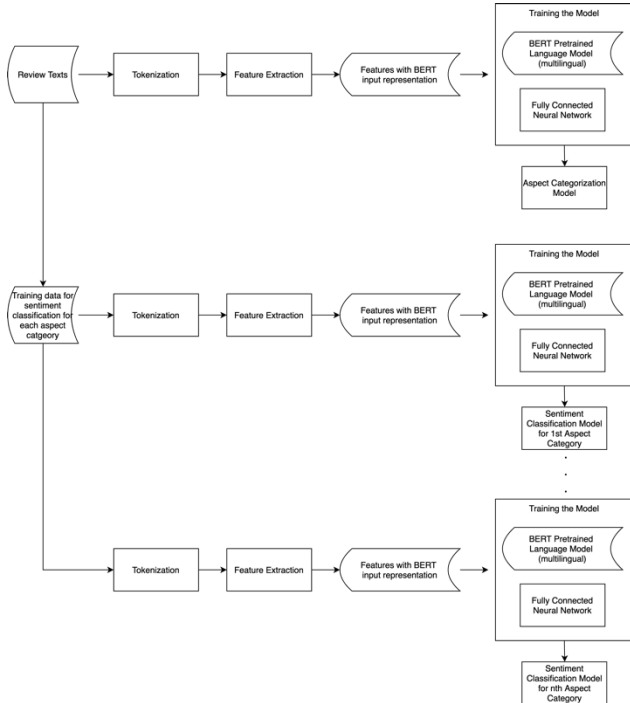 Training the Model
Review Texts
Tokenization
Feature Extraction
Features with BERT
input representation
BERT Pretrained
Language Model
(multilingual)
Fully Connected
Neural Network
Aspect Categorization
Model
Training data for
sentiment
classification for
each aspect
catgeory
Tokenization
Feature Extraction
Features with BERT
input representation
Training the Model
BERT Pretrained
Language Model
(multilingual)
Fully Connected
Neural Network
Sentiment
Classification Model
for 1st Aspect
Category
.
.
.
Tokenization
Feature Extraction
Features with BERT
input representation
Training the Model
BERT Pretrained
Language Model
(multilingual)
Fully Connected
Neural Network
Sentiment
Classification Model
for nth Aspect
Category